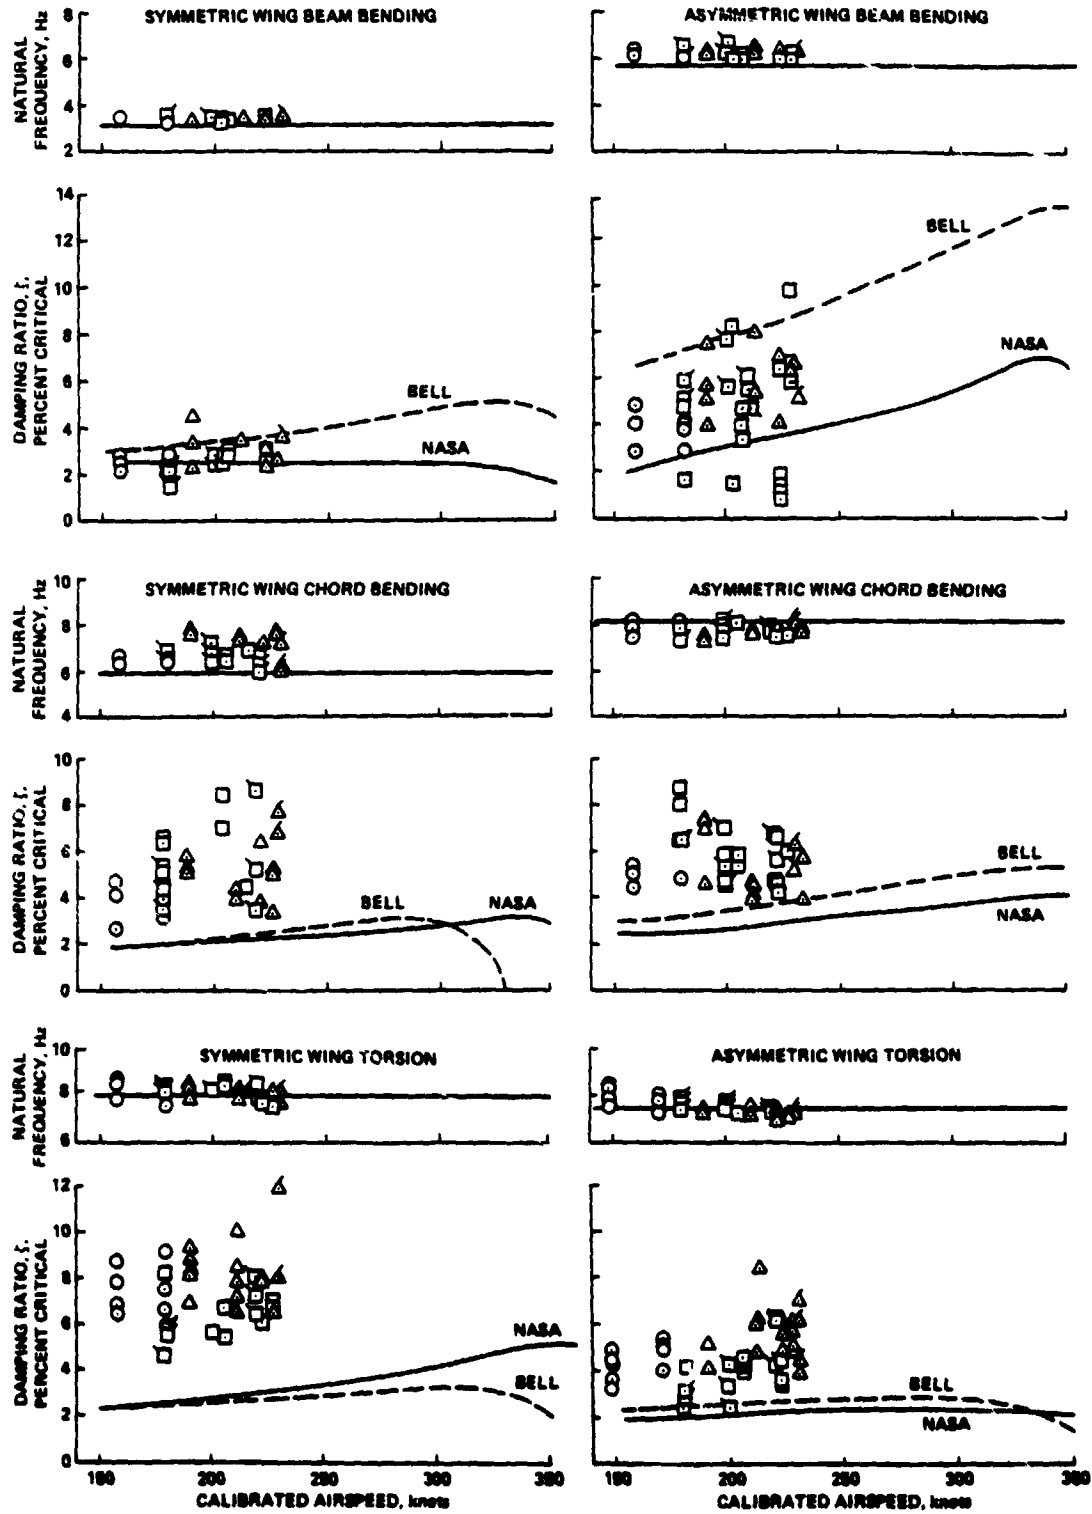 SYMMETRIC WING BEAM BENDING
NATURAL
FREQUENCY, Hz
8
6
4
2
ASYMMETRIC WING BEAM BENDING
DAMPING RATIO, ζ,
PERCENT CRITICAL
14
12
10
8
6
4
2
0
BELL
NASA
BELL
NASA
SYMMETRIC WING CHORD BENDING
NATURAL
FREQUENCY, Hz
10
8
6
4
ASYMMETRIC WING CHORD BENDING
DAMPING RATIO, ζ,
PERCENT CRITICAL
10
8
6
4
2
0
BELL
NASA
BELL
NASA
SYMMETRIC WING TORSION
NATURAL
FREQUENCY, Hz
10
8
6
ASYMMETRIC WING TORSION
DAMPING RATIO, ζ,
PERCENT CRITICAL
12
10
8
6
4
2
0
NASA
BELL
BELL
NASA
150 200 250 300 350
CALIBRATED AIRSPEED, knots
150 200 250 300 350
CALIBRATED AIRSPEED, knots